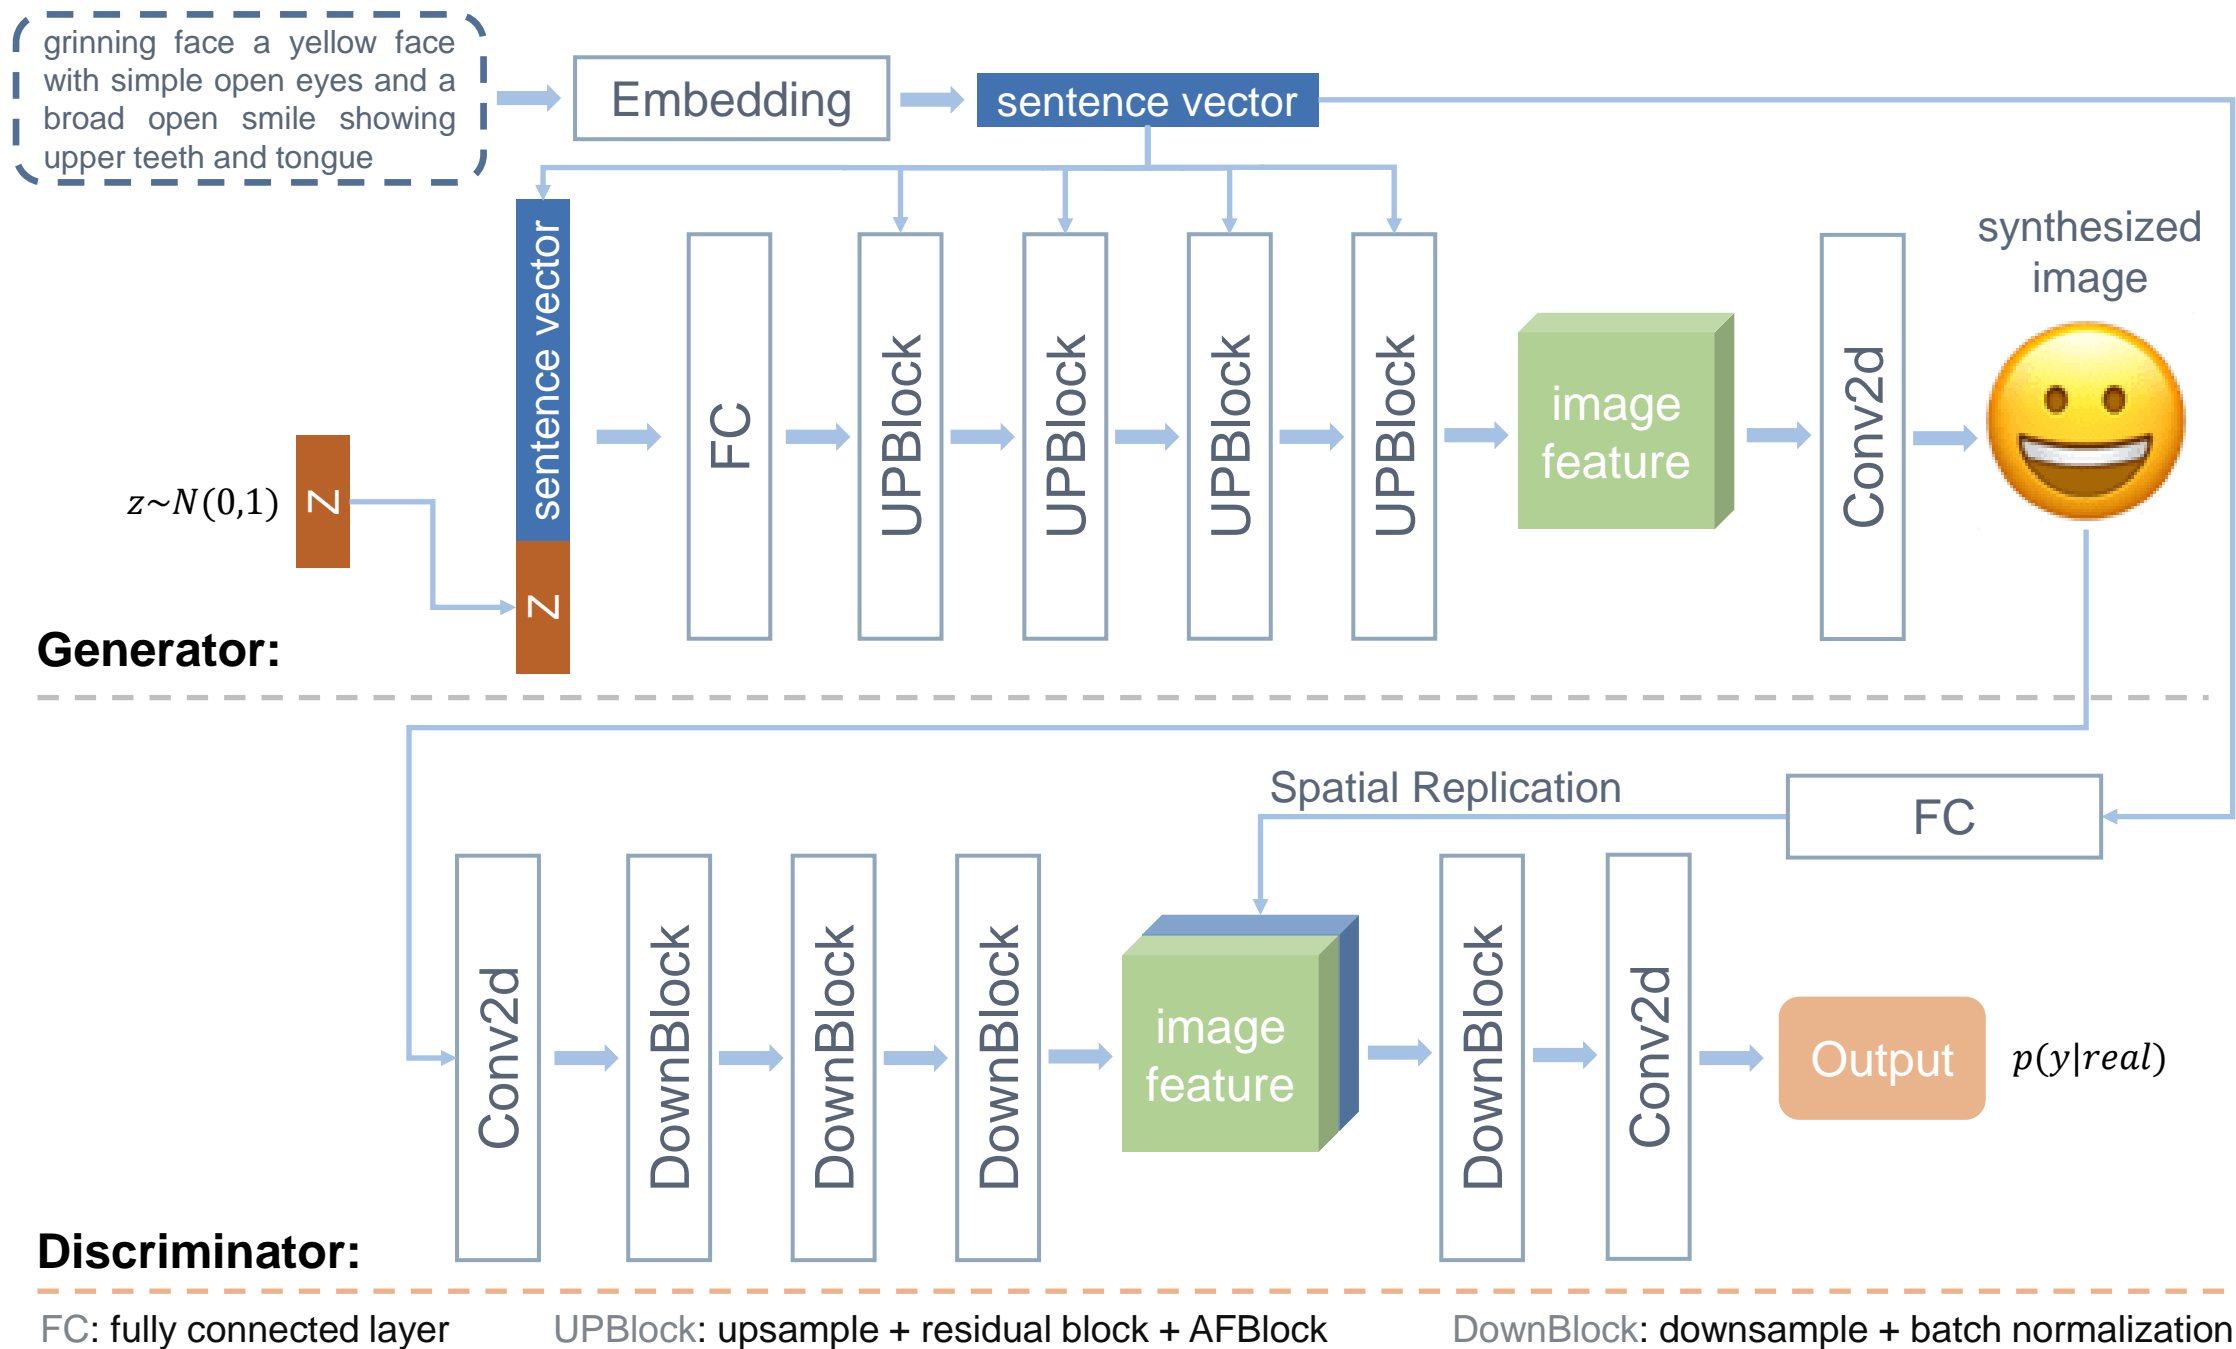 grinning face a yellow face
with simple open eyes and a
broad open smile showing
upper teeth and tongue
Embedding
sentence vector
sentence vector
Z
z~N(0,1)
Z
FC
UPBlock
UPBlock
UPBlock
UPBlock
image
feature
Conv2d
synthesized
image
Generator:
Spatial Replication
FC
Conv2d
DownBlock
DownBlock
DownBlock
image
feature
DownBlock
Conv2d
Output
p(y|real)
Discriminator:
FC: fully connected layer
UPBlock: upsample + residual block + AFBlock
DownBlock: downsample + batch normalization